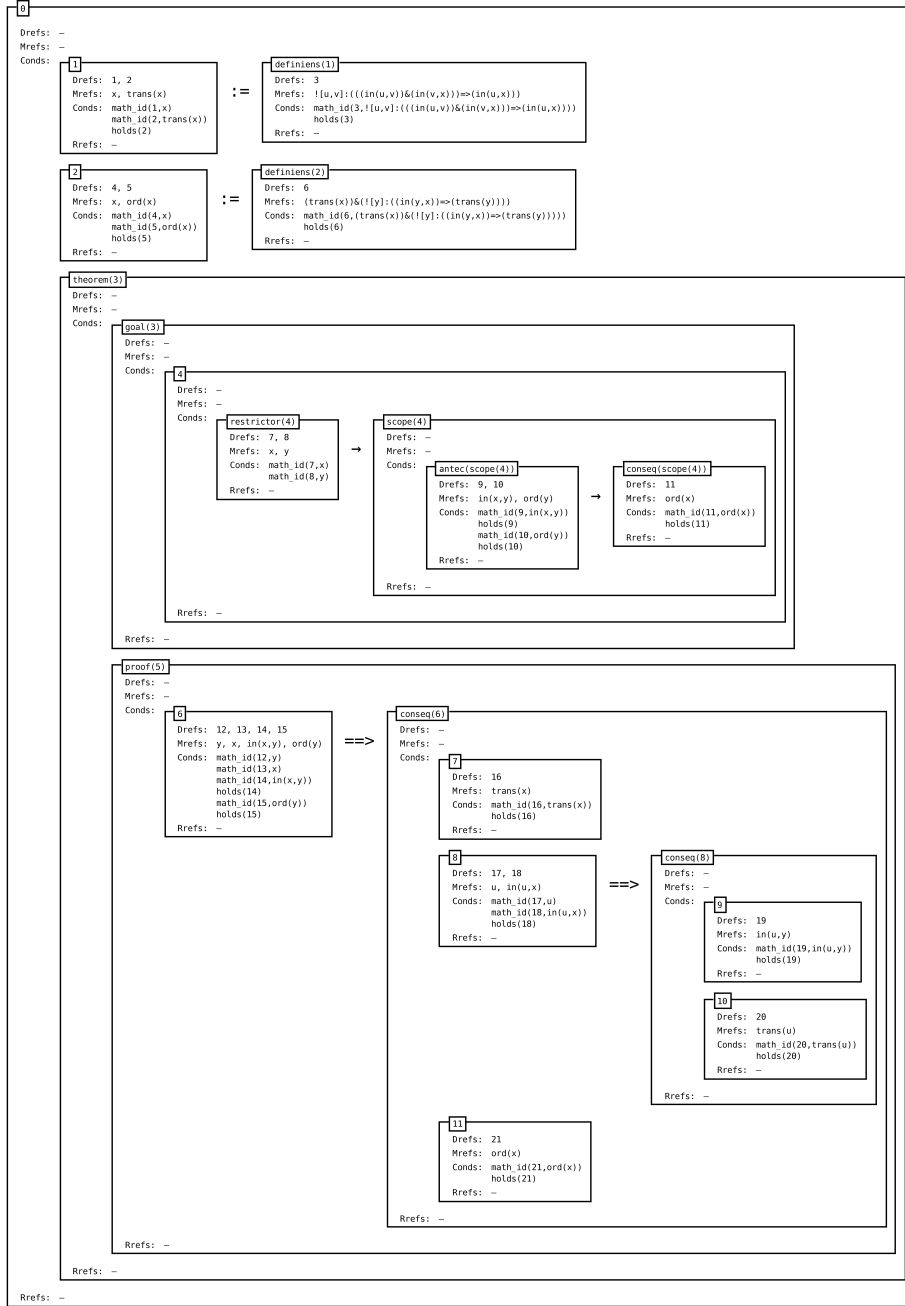 0
Drefs: –
Mrefs: –
Conds:
1
Drefs: 1, 2
Mrefs: x, trans(x)
Conds: math_id(1,x)
math_id(2,trans(x))
holds(2)
Rrefs: –
:=
definiens(1)
Drefs: 3
Mrefs: ![u,v]:(((in(u,v))&(in(v,x)))=>(in(u,x)))
Conds: math_id(3,![u,v]:(((in(u,v))&(in(v,x)))=>(in(u,x))))
holds(3)
Rrefs: –
2
Drefs: 4, 5
Mrefs: x, ord(x)
Conds: math_id(4,x)
math_id(5,ord(x))
holds(5)
Rrefs: –
:=
definiens(2)
Drefs: 6
Mrefs: (trans(x))&(![y]:((in(y,x))=>(trans(y))))
Conds: math_id(6,(trans(x))&(![y]:((in(y,x))=>(trans(y)))))
holds(6)
Rrefs: –
theorem(3)
Drefs: –
Mrefs: –
Conds:
goal(3)
Drefs: –
Mrefs: –
Conds:
4
Drefs: –
Mrefs: –
Conds:
restrictor(4)
Drefs: 7, 8
Mrefs: x, y
Conds: math_id(7,x)
math_id(8,y)
Rrefs: –
→
scope(4)
Drefs: –
Mrefs: –
Conds:
antec(scope(4))
Drefs: 9, 10
Mrefs: in(x,y), ord(y)
Conds: math_id(9,in(x,y))
holds(9)
math_id(10,ord(y))
holds(10)
Rrefs: –
→
conseq(scope(4))
Drefs: 11
Mrefs: ord(x)
Conds: math_id(11,ord(x))
holds(11)
Rrefs: –
Rrefs: –
Rrefs: –
Rrefs: –
proof(5)
Drefs: –
Mrefs: –
Conds:
6
Drefs: 12, 13, 14, 15
Mrefs: y, x, in(x,y), ord(y)
Conds: math_id(12,y)
math_id(13,x)
math_id(14,in(x,y))
holds(14)
math_id(15,ord(y))
holds(15)
Rrefs: –
==>
conseq(6)
Drefs: –
Mrefs: –
Conds:
7
Drefs: 16
Mrefs: trans(x)
Conds: math_id(16,trans(x))
holds(16)
Rrefs: –
8
Drefs: 17, 18
Mrefs: u, in(u,x)
Conds: math_id(17,u)
math_id(18,in(u,x))
holds(18)
Rrefs: –
==>
conseq(8)
Drefs: –
Mrefs: –
Conds:
9
Drefs: 19
Mrefs: in(u,y)
Conds: math_id(19,in(u,y))
holds(19)
Rrefs: –
10
Drefs: 20
Mrefs: trans(u)
Conds: math_id(20,trans(u))
holds(20)
Rrefs: –
Rrefs: –
11
Drefs: 21
Mrefs: ord(x)
Conds: math_id(21,ord(x))
holds(21)
Rrefs: –
Rrefs: –
Rrefs: –
Rrefs: –
Rrefs: –